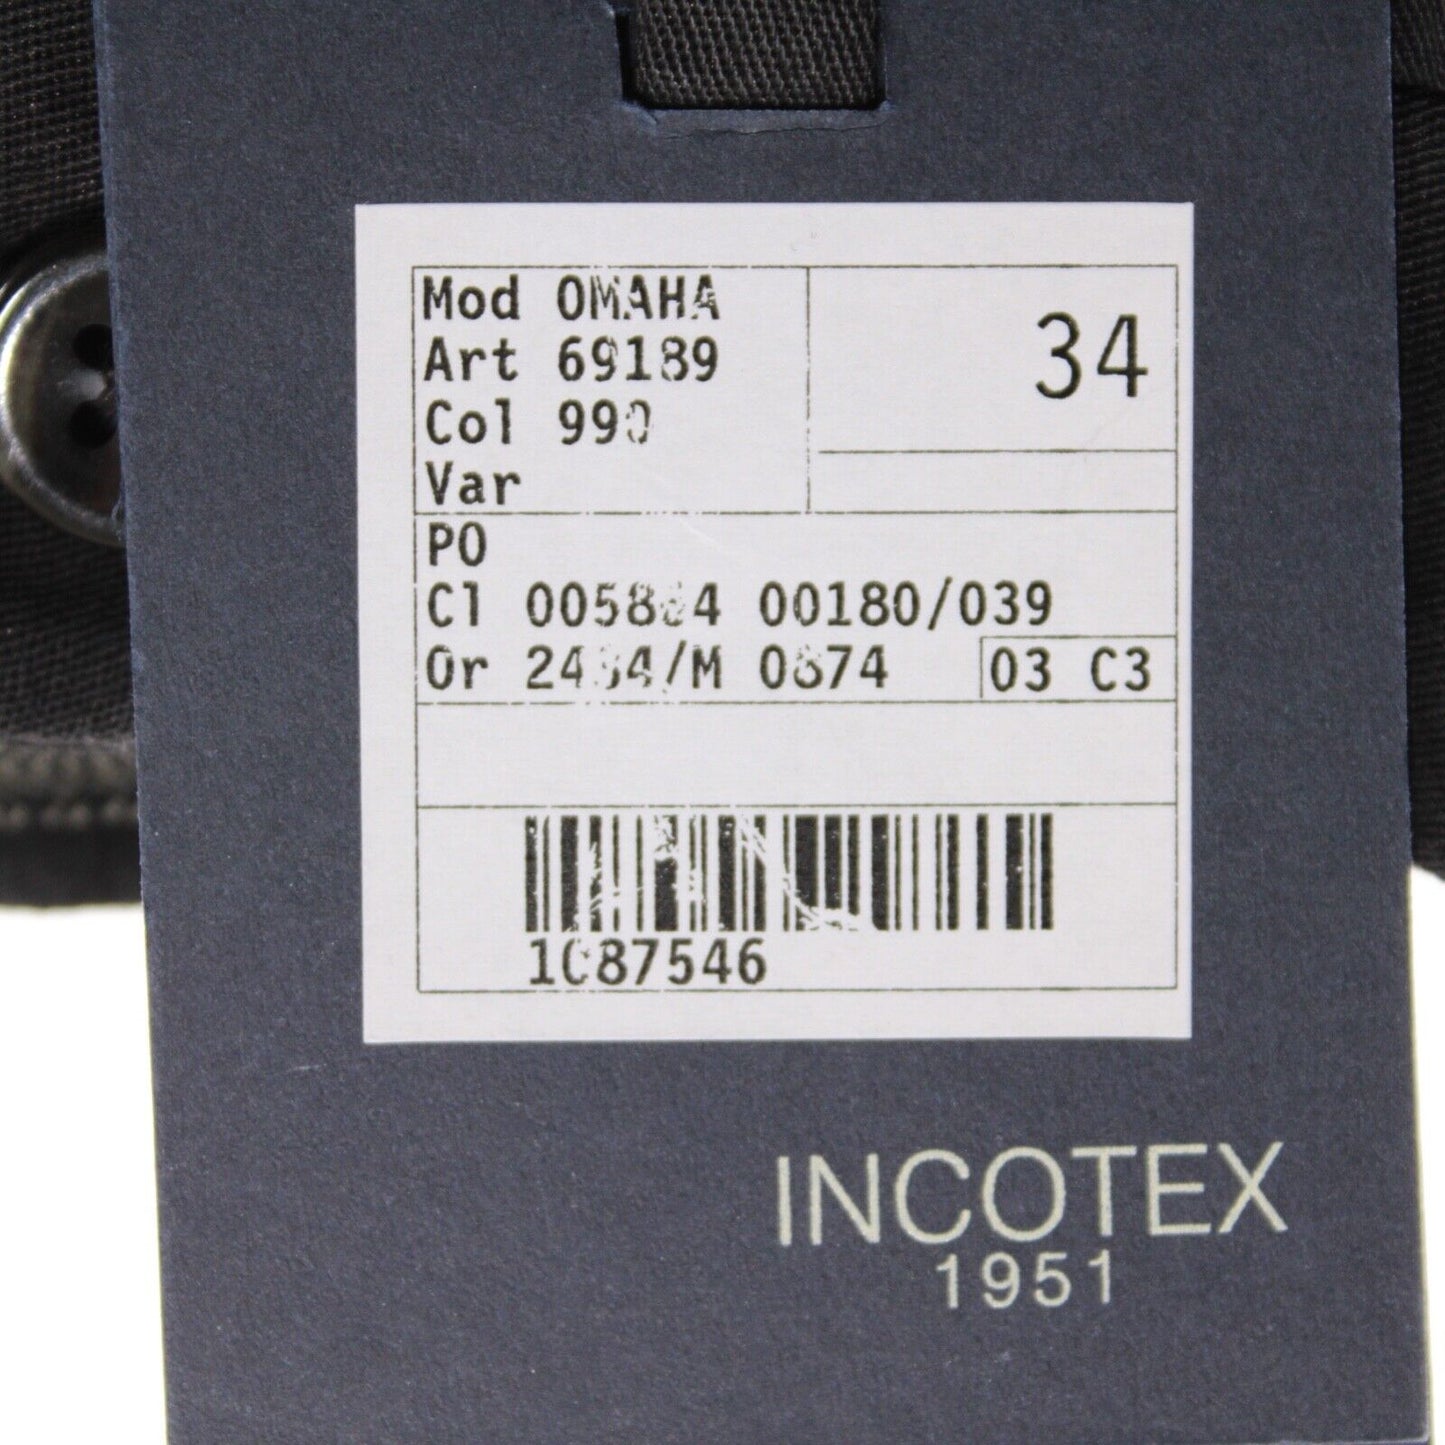 Mod OMAHA
Art 69189
Col 990
Var
34
PO
Cl 00180/039
Or 0874
03 C3
INCOTEX
1951